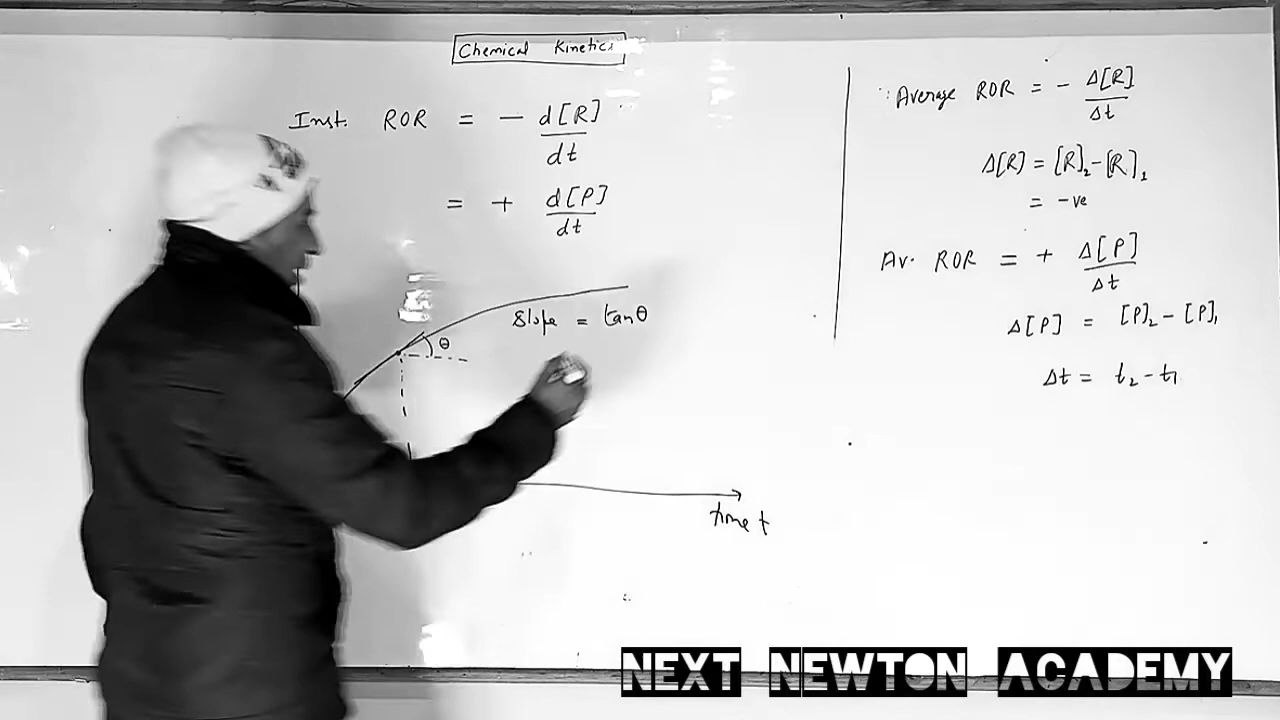 Chemical Kinetics
Inst. ROR = - d[R]/dt
= + d[P]/dt
Slope = tanθ
θ
time t
Average ROR = - Δ[R]/Δt
Δ[R] = [R]₂-[R]₁
= -ve
Av. ROR = + Δ[P]/Δt
Δ[P] = [P]₂-[P]₁
Δt = t₂-t₁
NEXT NEWTON ACADEMY